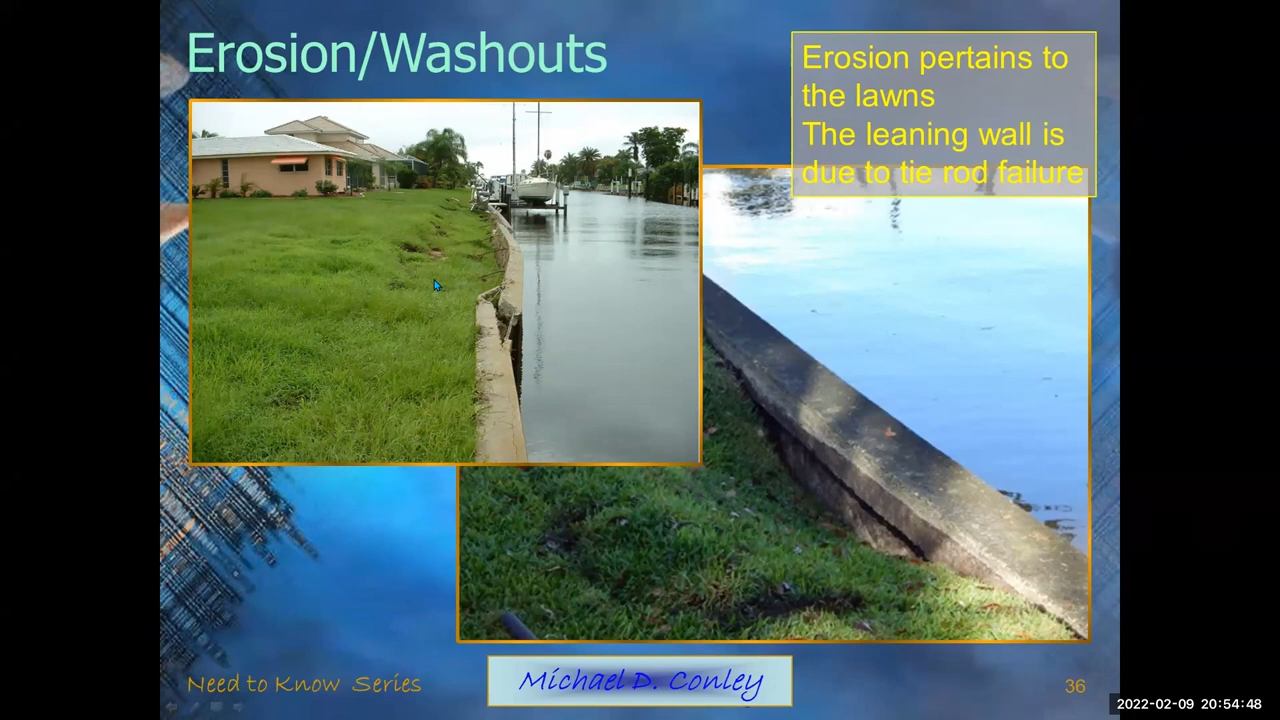 Erosion/Washouts
Erosion pertains to
the lawns
The leaning wall is
due to tie rod failure
Need to Know Series
Michael D. Conley
36
2022-02-09 20:54:48